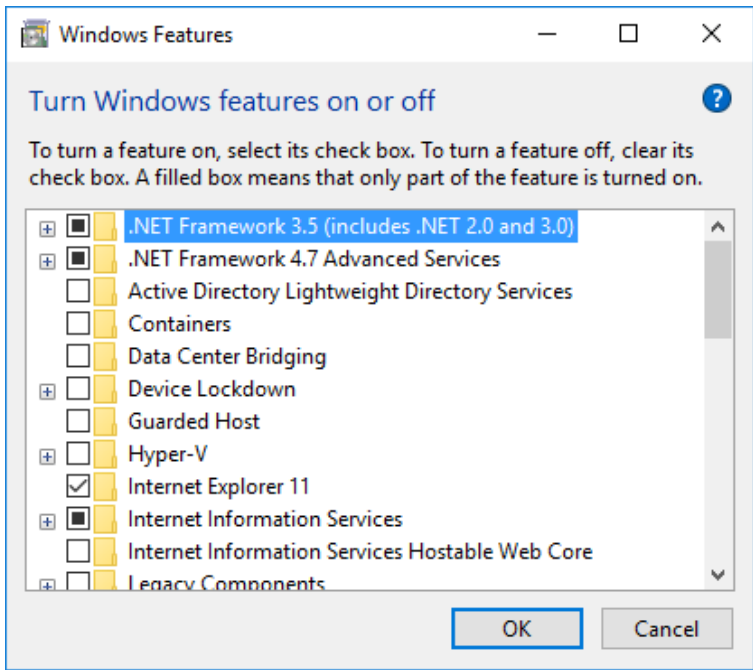 Windows Features
Turn Windows features on or off
To turn a feature on, select its check box. To turn a feature off, clear its
check box. A filled box means that only part of the feature is turned on.
.NET Framework 3.5 (includes .NET 2.0 and 3.0)
.NET Framework 4.7 Advanced Services
Active Directory Lightweight Directory Services
Containers
Data Center Bridging
Device Lockdown
Guarded Host
Hyper-V
Internet Explorer 11
Internet Information Services
Internet Information Services Hostable Web Core
Legacy Components
OK Cancel